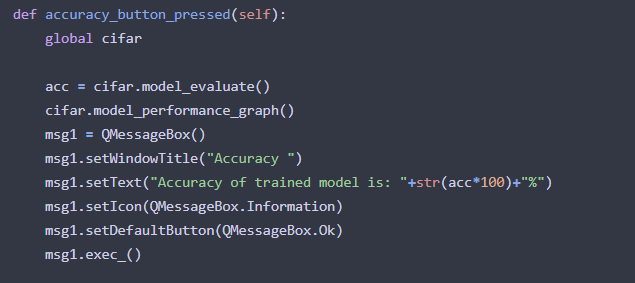 def accuracy_button_pressed(self):
    global cifar

    acc = cifar.model_evaluate()
    cifar.model_performance_graph()
    msg1 = QMessageBox()
    msg1.setWindowTitle("Accuracy ")
    msg1.setText("Accuracy of trained model is: "+str(acc*100)+"%")
    msg1.setIcon(QMessageBox.Information)
    msg1.setDefaultButton(QMessageBox.Ok)
    msg1.exec_()